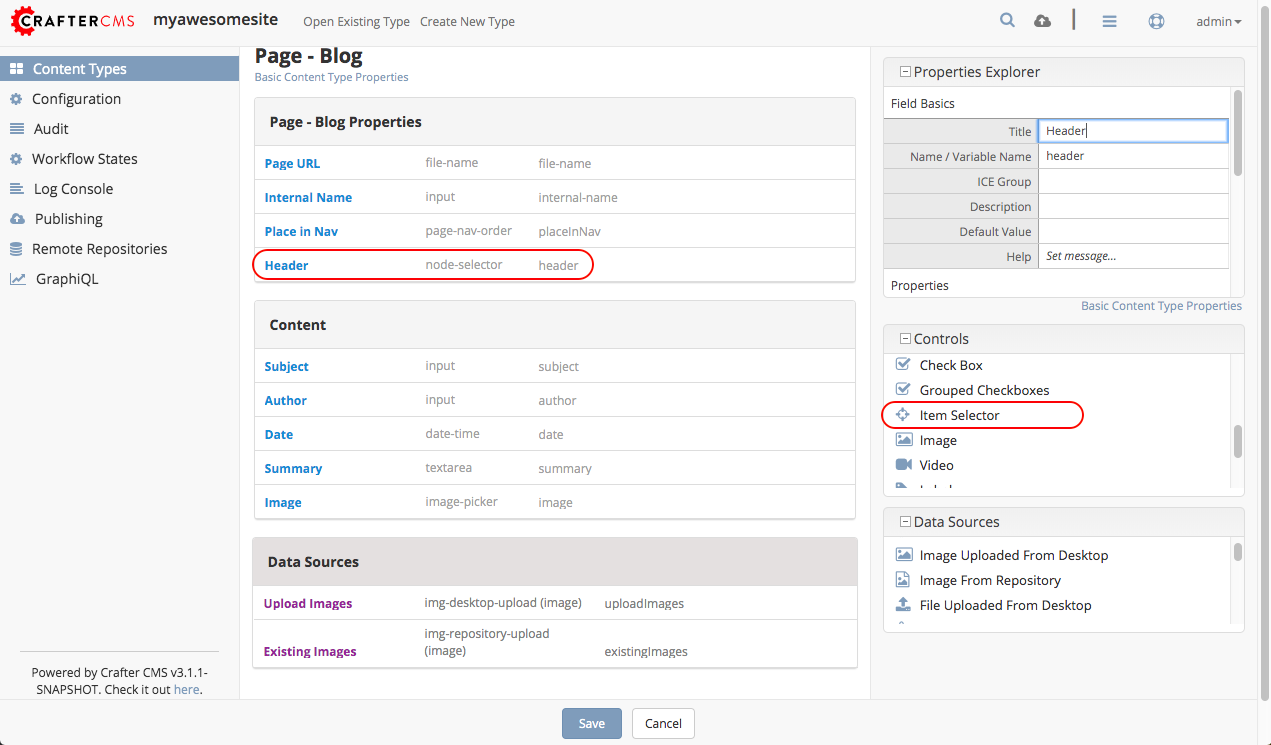 CRAFTERCMS myawesomesite Open Existing Type Create New Type admin
Content Types
Configuration
Audit
Workflow States
Log Console
Publishing
Remote Repositories
GraphiQL
Powered by Crafter CMS v3.1.1-
SNAPSHOT. Check it out here.
Page - Blog
Basic Content Type Properties
Page - Blog Properties
Page URL file-name file-name
Internal Name input internal-name
Place in Nav page-nav-order placeInNav
Header node-selector header
Content
Subject input subject
Author input author
Date date-time date
Summary textarea summary
Image image-picker image
Data Sources
Upload Images img-desktop-upload (image) uploadImages
img-repository-upload
Existing Images (image) existingImages
Properties Explorer
Field Basics
Title Header
Name / Variable Name header
ICE Group
Description
Default Value
Help Set message...
Properties
Basic Content Type Properties
Controls
Check Box
Grouped Checkboxes
Item Selector
Image
Video
Data Sources
Image Uploaded From Desktop
Image From Repository
File Uploaded From Desktop
Save Cancel